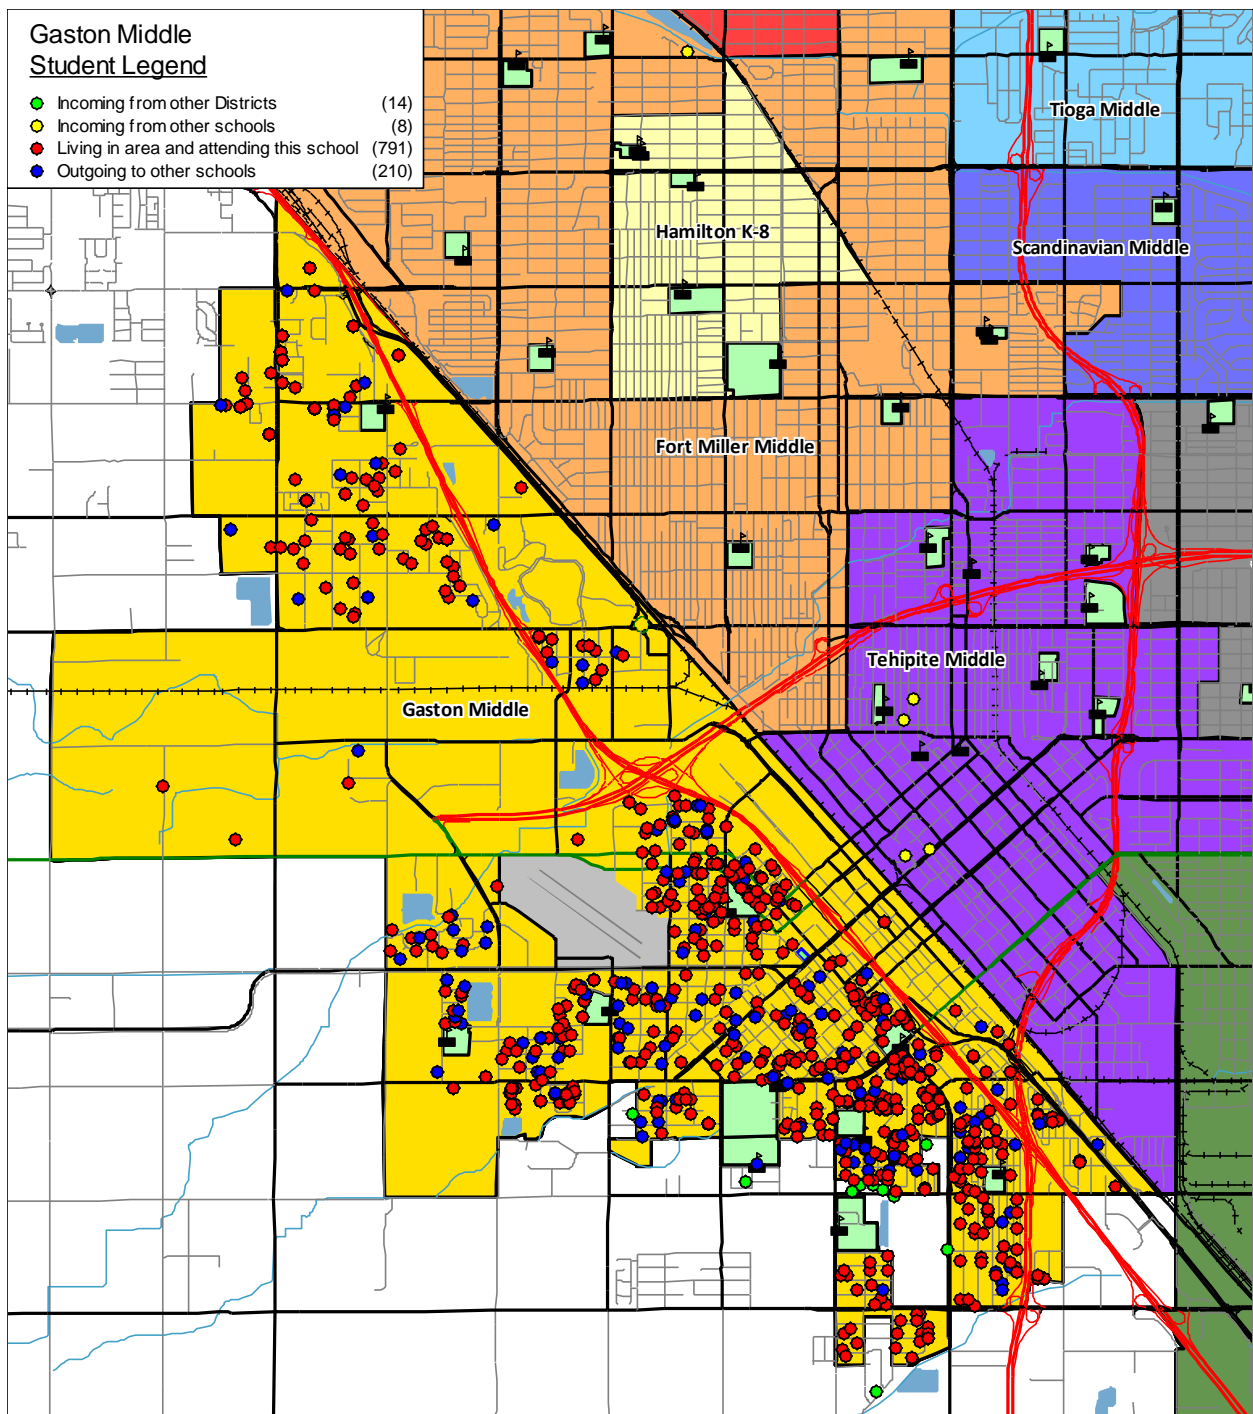 Gaston Middle
Student Legend
Incoming from other Districts (14)
Incoming from other schools (8)
Living in area and attending this school (791)
Outgoing to other schools (210)
Tioga Middle
Hamilton K-8
Scandinavian Middle
Fort Miller Middle
Tehipite Middle
Gaston Middle